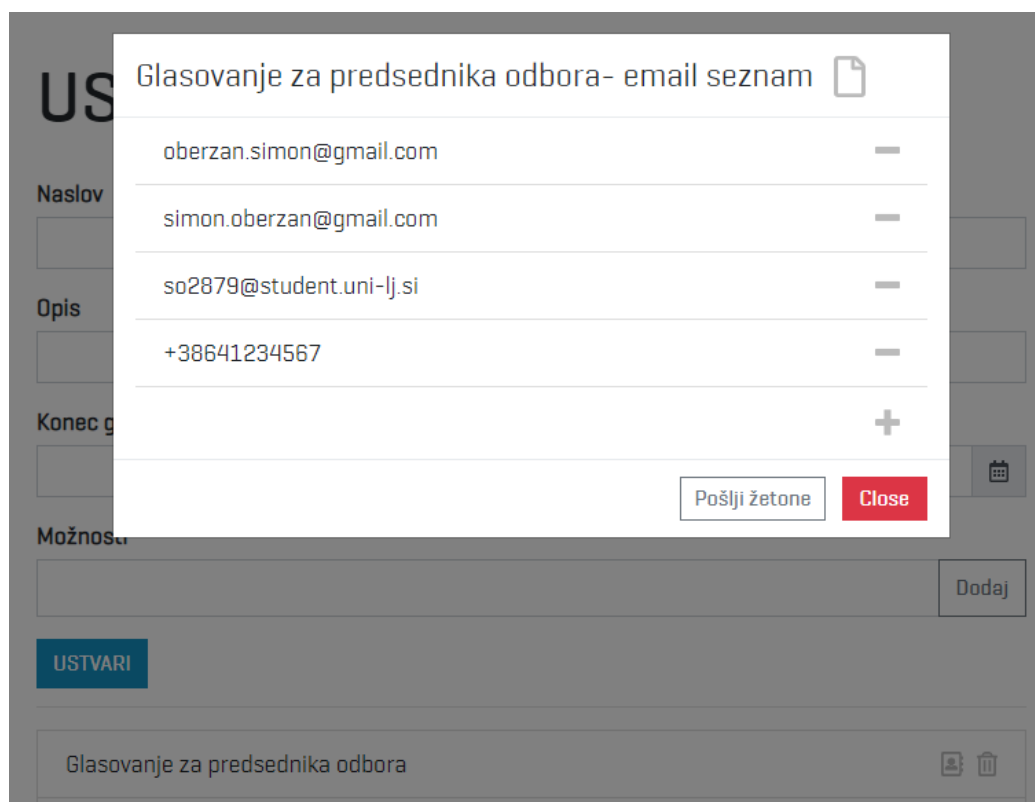 US
Glasovanje za predsednika odbora- email seznam
oberzan.simon@gmail.com
Naslov
simon.oberzan@gmail.com
so2879@student.uni-lj.si
Opis
+38641234567
Konec g
Pošlji žetone
Close
Možnosti
Dodaj
USTVARI
Glasovanje za predsednika odbora